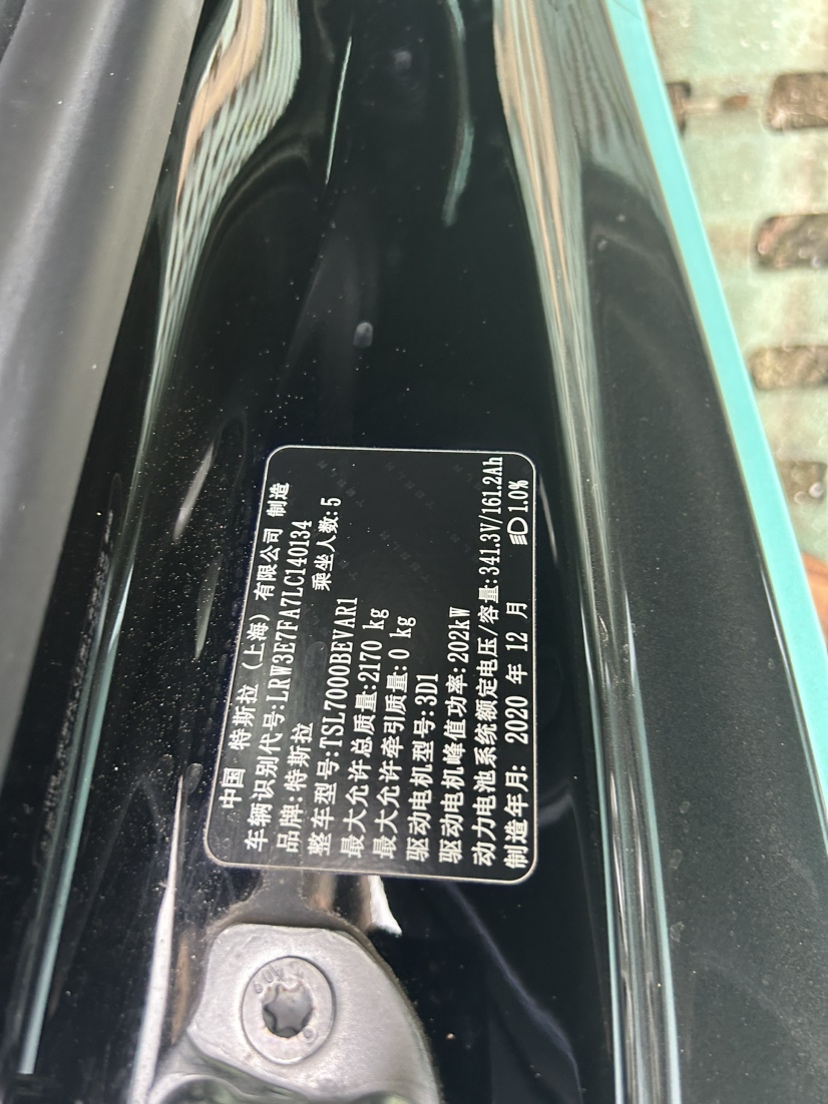 中国 特斯拉（上海）有限公司 制造
车辆识别代号:LRW3E7FA7LC140134
品牌:特斯拉 乘坐人数:5
整车型号:TSL7000BEVAR1
最大允许总质量:2170 kg
最大允许牵引质量:0 kg
驱动电机型号:3D1
驱动电机峰值功率:202kW
动力电池系统额定电压/容量:341.3V/161.2Ah
制造年月: 2020 年 12 月 1.0%